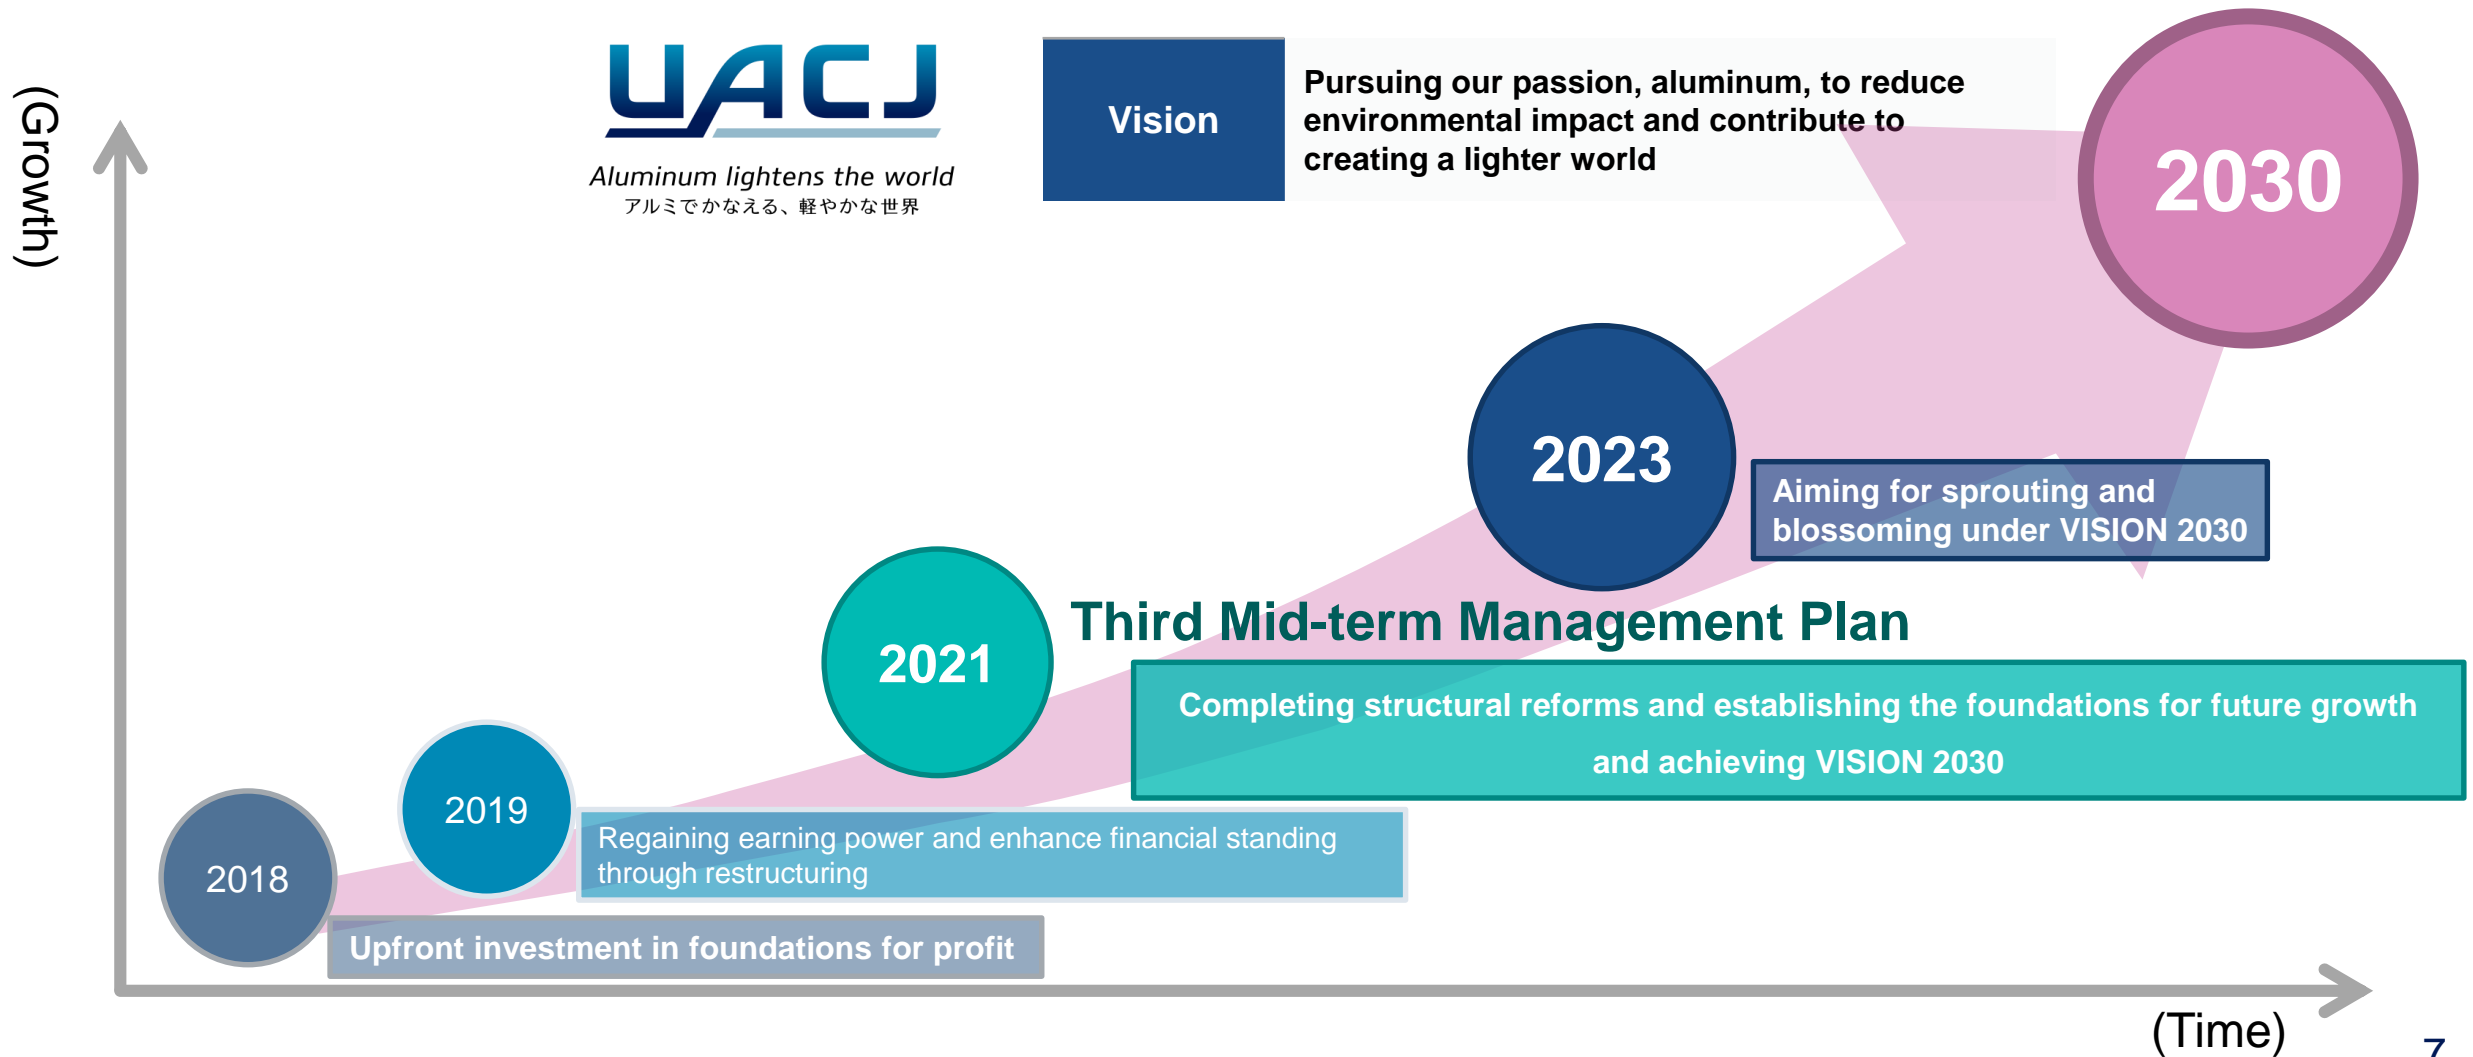 UACJ
Aluminum lightens the world
アルミでかなえる、軽やかな世界
Vision
Pursuing our passion, aluminum, to reduce
environmental impact and contribute to
creating a lighter world
(Growth)
2030
2023
Aiming for sprouting and
blossoming under VISION 2030
2021
Third Mid-term Management Plan
Completing structural reforms and establishing the foundations for future growth
and achieving VISION 2030
2019
Regaining earning power and enhance financial standing
through restructuring
2018
Upfront investment in foundations for profit
(Time)
7